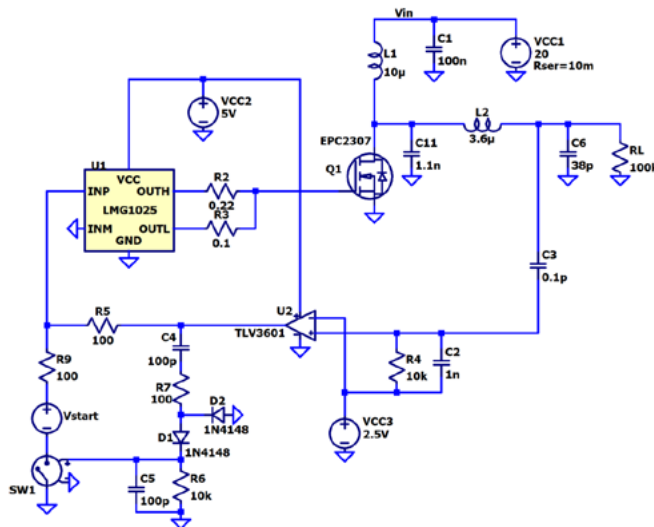 Vin
L1
10µ
C1
100n
VCC1
20
Rser=10m
VCC2
5V
L2
3.6µ
EPC2307
Q1
C11
1.1n
C6
38p
RL
100k
U1
VCC
INP
OUTH
LMG1025
INM
OUTL
GND
R2
0.22
R3
0.1
C3
0.1p
U2
TLV3601
R5
100
C4
100p
R9
100
R7
100
R4
10k
C2
1n
D2
1N4148
Vstart
D1
1N4148
VCC3
2.5V
SW1
C5
100p
R6
10k